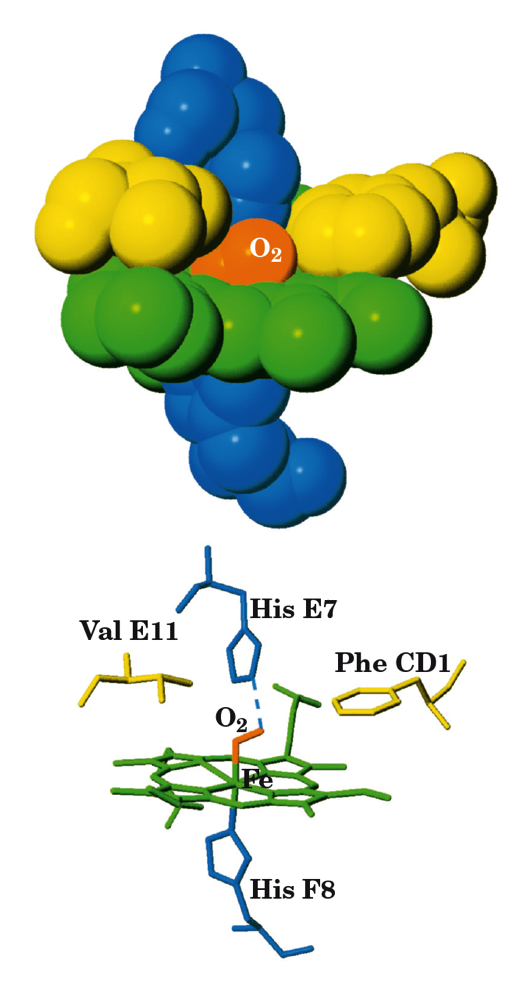 O₂
His E7
Val E11
Phe CD1
O₂
Fe
His F8